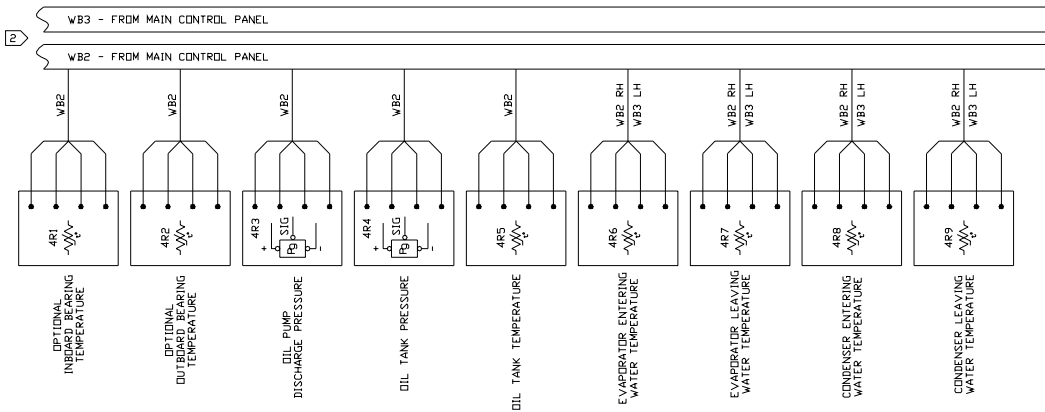 WB3 - FROM MAIN CONTROL PANEL
2
WB2 - FROM MAIN CONTROL PANEL
WB2
WB2
WB2
WB2
WB2
WB2 RH
WB3 LH
WB2 RH
WB3 LH
WB2 RH
WB3 LH
WB2 RH
WB3 LH
4R1
4R2
4R3
SIG
+
Pg
-
4R4
SIG
+
Pg
-
4R5
4R6
4R7
4R8
4R9
OPTIONAL
INBOARD BEARING
TEMPERATURE
OPTIONAL
OUTBOARD BEARING
TEMPERATURE
OIL PUMP
DISCHARGE PRESSURE
OIL TANK PRESSURE
OIL TANK TEMPERATURE
EVAPORATOR ENTERING
WATER TEMPERATURE
EVAPORATOR LEAVING
WATER TEMPERATURE
CONDENSER ENTERING
WATER TEMPERATURE
CONDENSER LEAVING
WATER TEMPERATURE